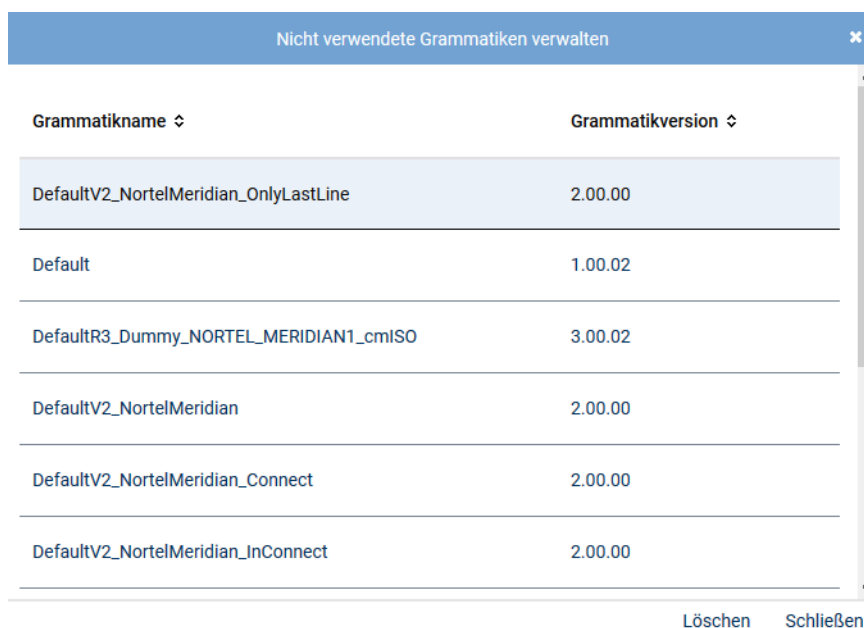 Nicht verwendete Grammatiken verwalten
Grammatikname Grammatikversion
DefaultV2_NortelMeridian_OnlyLastLine 2.00.00
Default 1.00.02
DefaultR3_Dummy_NORTEL_MERIDIAN1_cmISO 3.00.02
DefaultV2_NortelMeridian 2.00.00
DefaultV2_NortelMeridian_Connect 2.00.00
DefaultV2_NortelMeridian_InConnect 2.00.00
Löschen Schließen